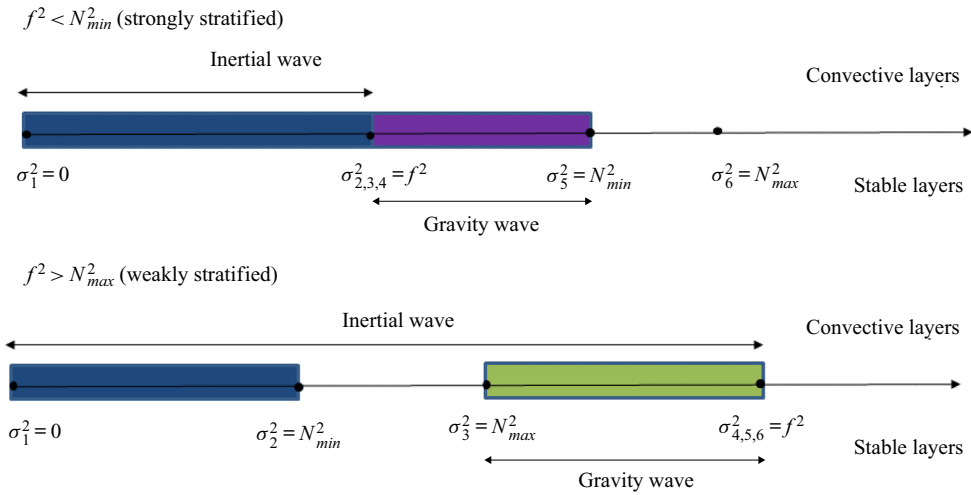 f² < N²min (strongly stratified)
Inertial wave
Convective layers
σ²1 = 0
σ²2,3,4 = f²
σ²5 = N²min
σ²6 = N²max
Stable layers
Gravity wave
f² > N²max (weakly stratified)
Inertial wave
Convective layers
σ²1 = 0
σ²2 = N²min
σ²3 = N²max
σ²4,5,6 = f²
Stable layers
Gravity wave